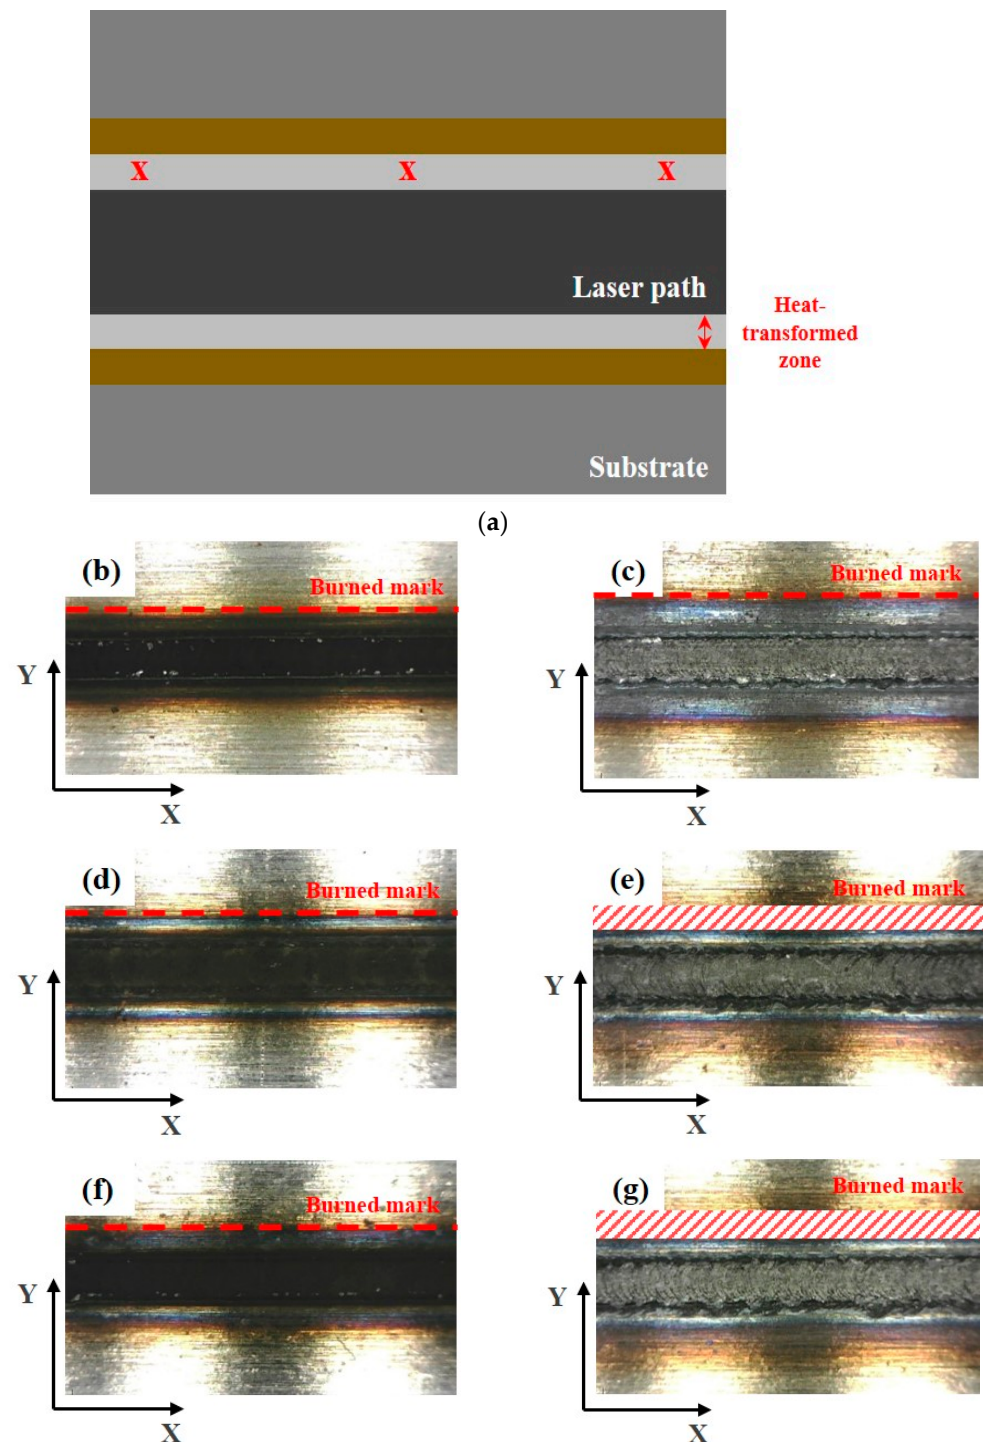 X X X
Laser path
Heat-
transformed
zone
Substrate
(a)
(b)
Burned mark
Y
X
(c)
Burned mark
Y
X
(d)
Burned mark
Y
X
(e)
Burned mark
Y
X
(f)
Burned mark
Y
X
(g)
Burned mark
Y
X